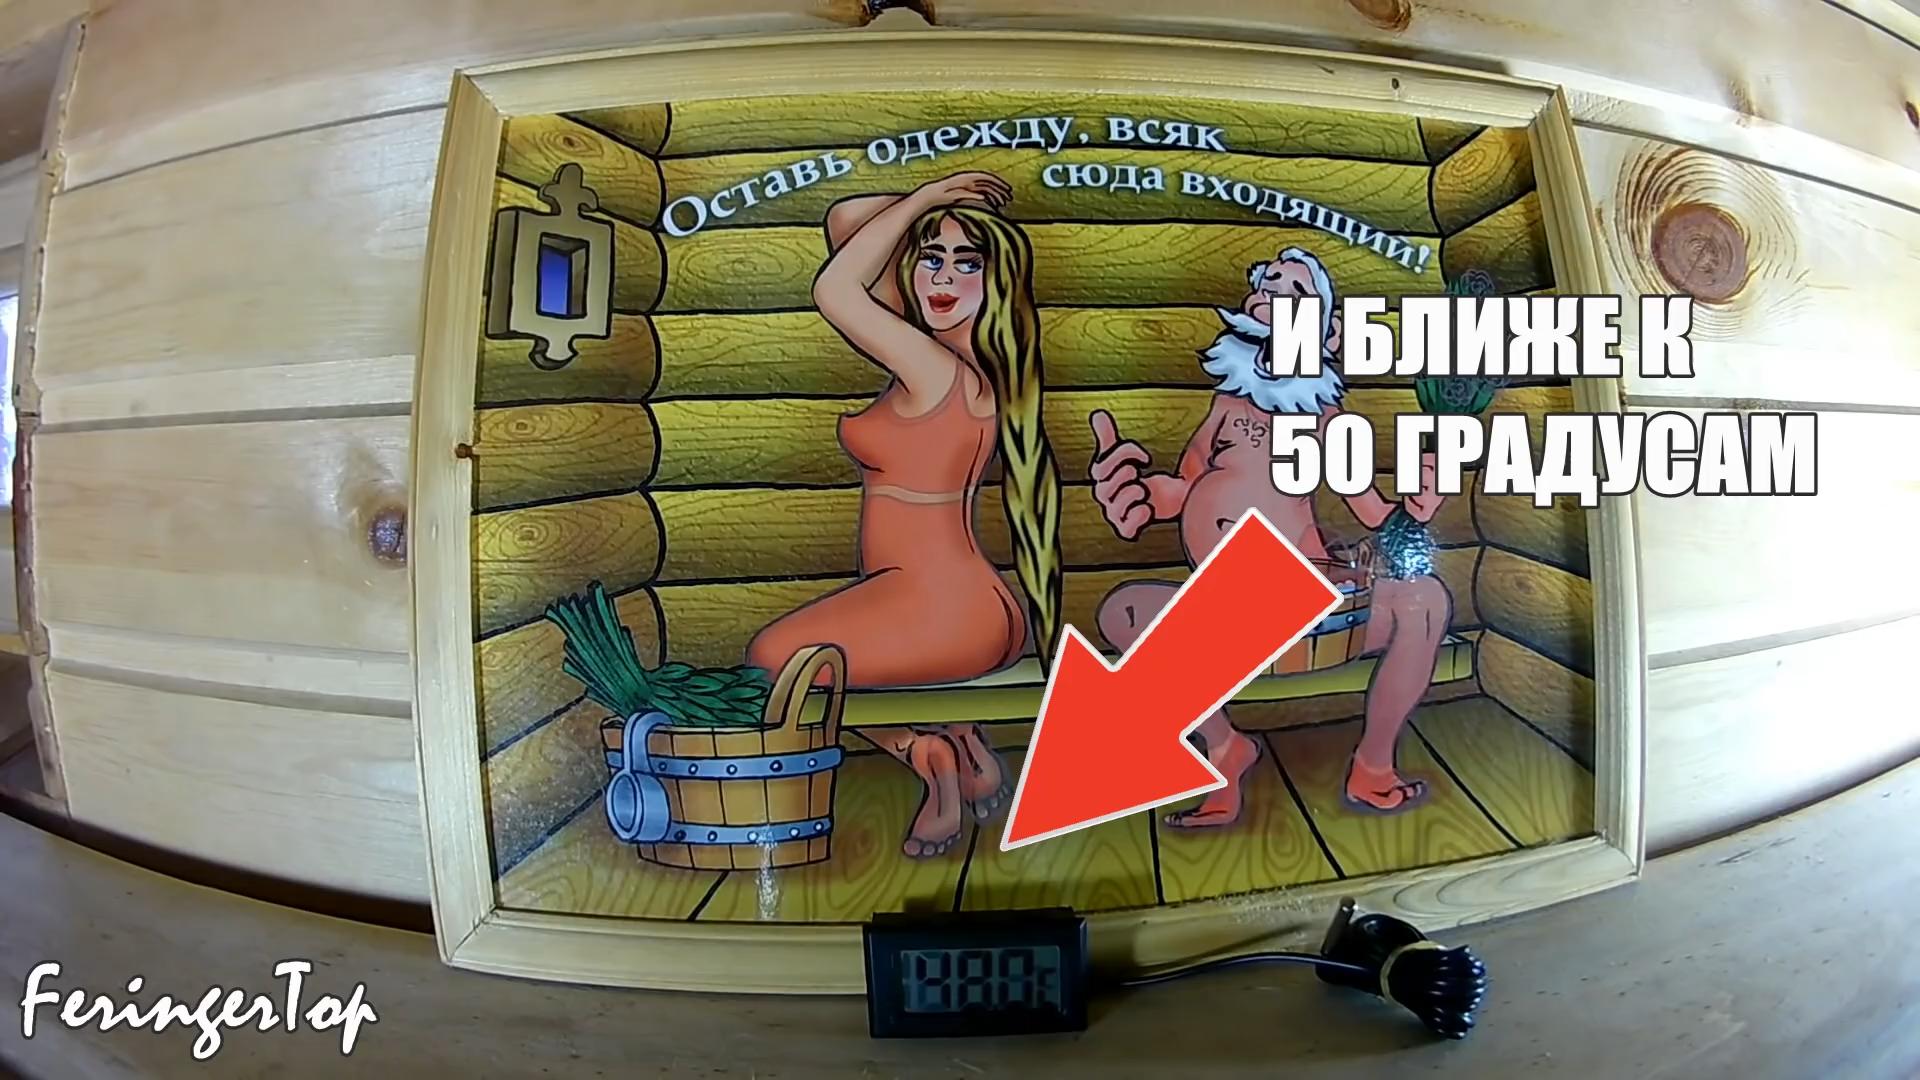 Оставь одежду, всяк
сюда входящий!
И БЛИЖЕ К
50 ГРАДУСАМ
FeringerTop